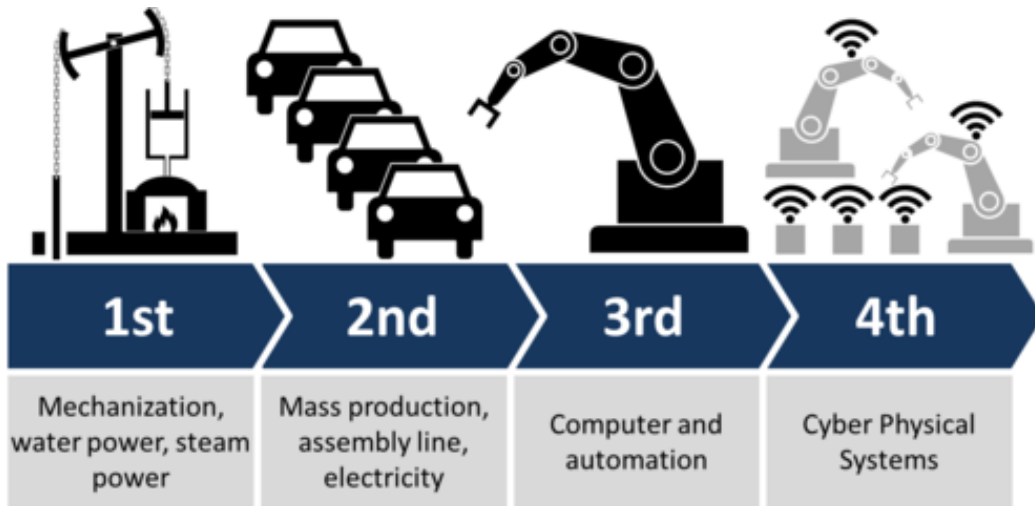 1st
2nd
3rd
4th
Mechanization,
water power, steam
power
Mass production,
assembly line,
electricity
Computer and
automation
Cyber Physical
Systems